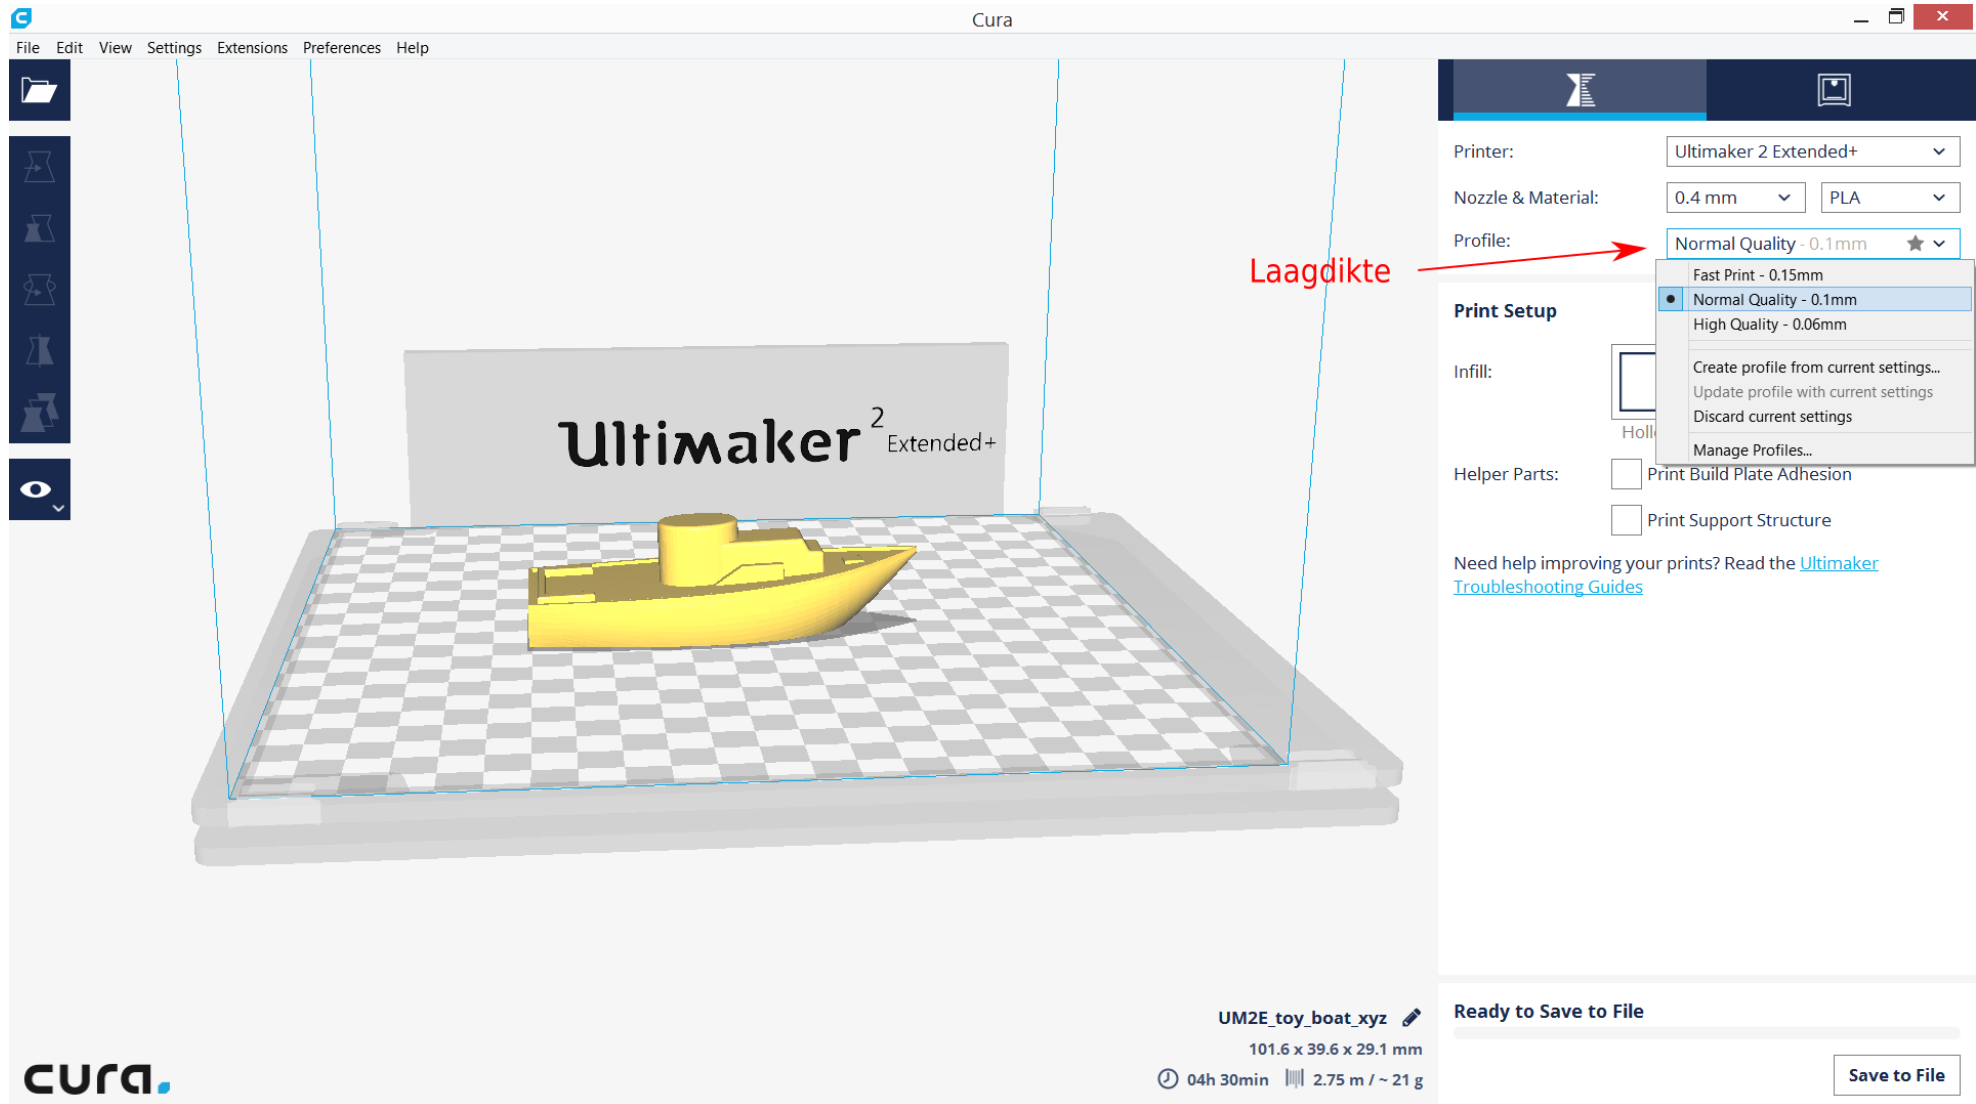 Cura
File Edit View Settings Extensions Preferences Help
Printer:
Ultimaker 2 Extended+
Nozzle & Material:
0.4 mm
PLA
Profile:
Normal Quality - 0.1mm
Laagdikte
Fast Print - 0.15mm
Normal Quality - 0.1mm
High Quality - 0.06mm
Create profile from current settings...
Update profile with current settings
Discard current settings
Manage Profiles...
Print Setup
Infill:
Holl
Helper Parts:
Print Build Plate Adhesion
Print Support Structure
Need help improving your prints? Read the Ultimaker
Troubleshooting Guides
Ultimaker 2 Extended+
UM2E_toy_boat_xyz
101.6 x 39.6 x 29.1 mm
04h 30min 2.75 m / ~ 21 g
Ready to Save to File
Save to File
cura.